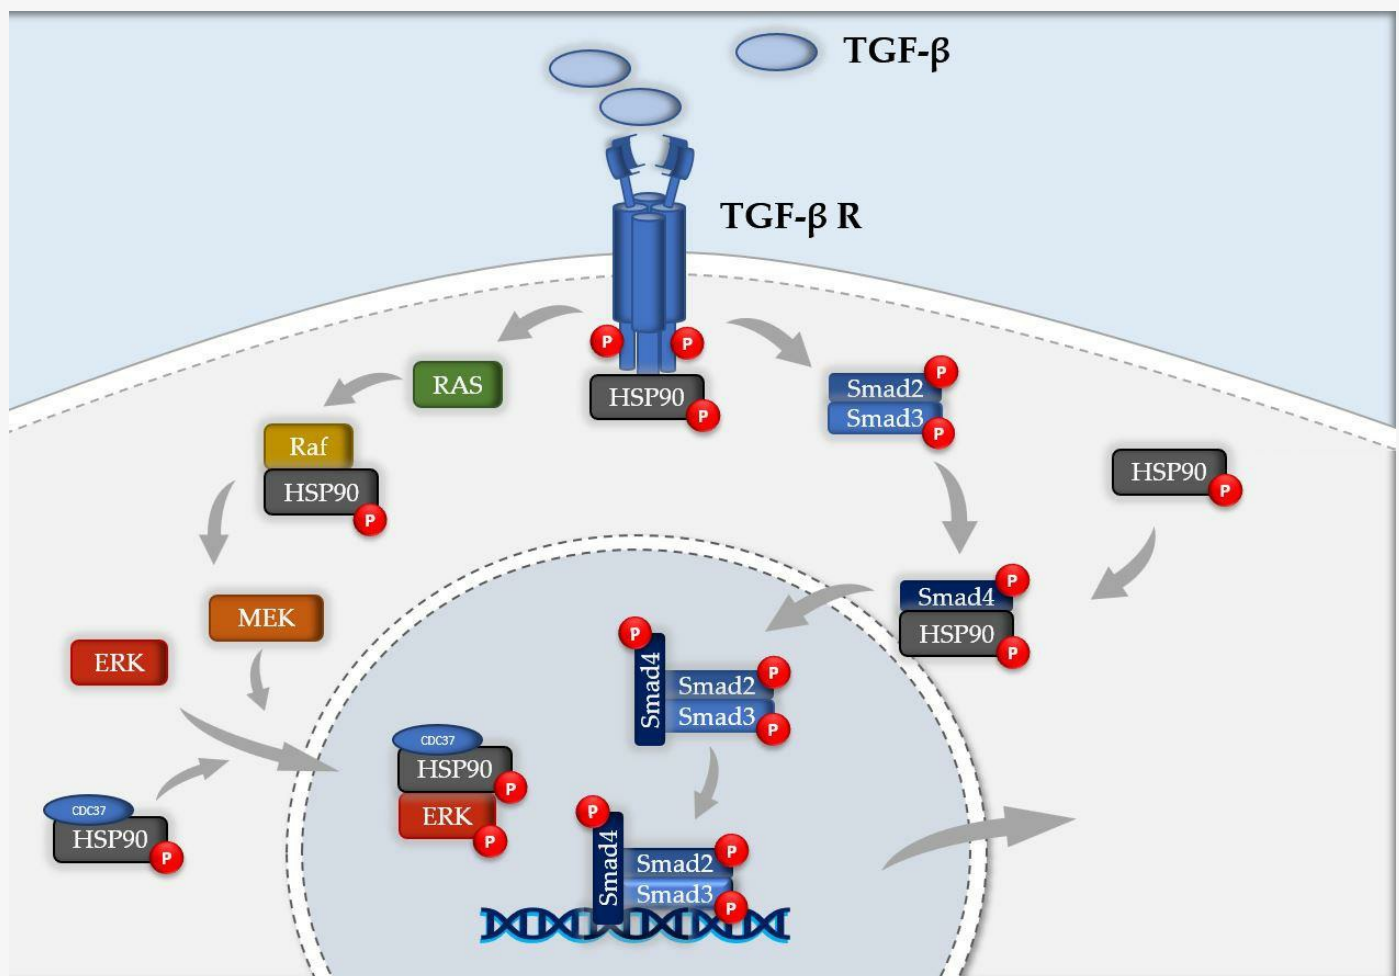 TGF-β
TGF-β R
P
P
RAS
HSP90
P
Smad2
P
Smad3
P
Raf
HSP90
P
HSP90
P
MEK
ERK
Smad4
P
HSP90
P
P
Smad4
Smad2
P
Smad3
P
CDC37
HSP90
P
ERK
P
CDC37
HSP90
P
P
Smad4
Smad2
P
Smad3
P